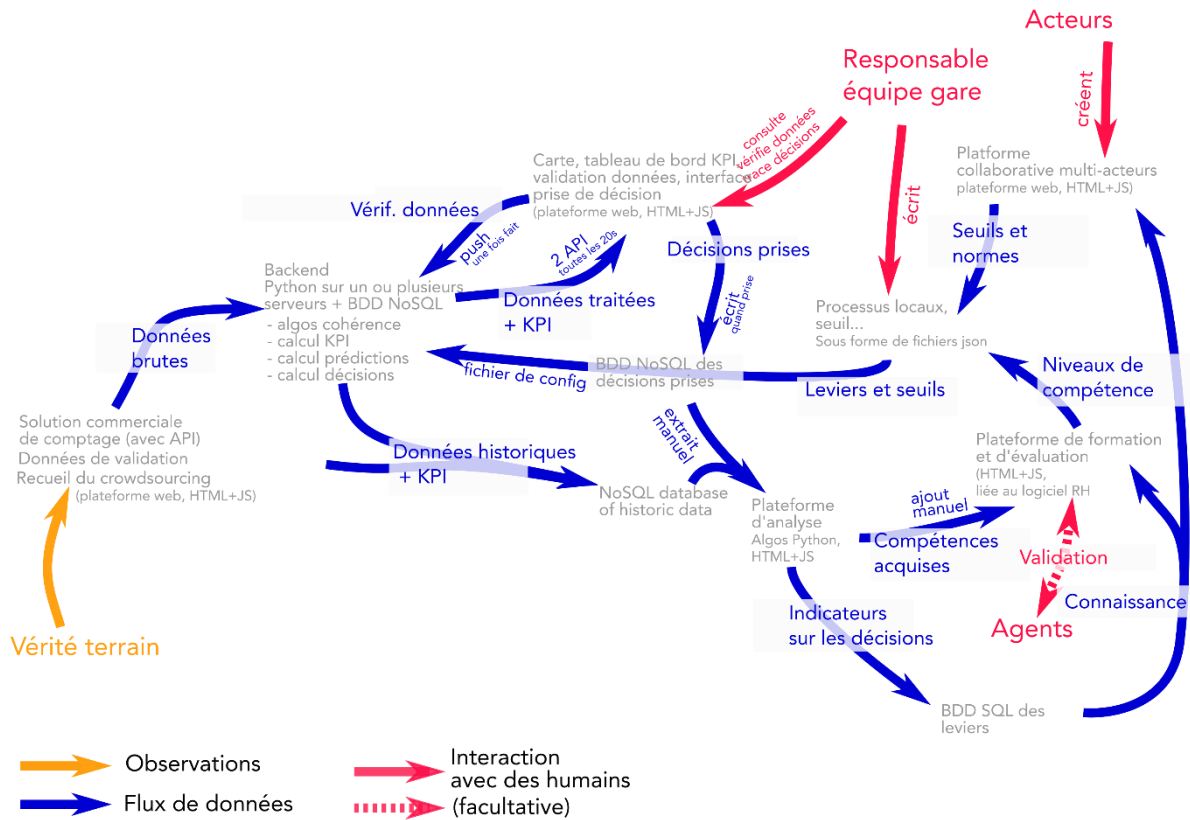 Acteurs
créent
Responsable
équipe gare
consulte
vérifie données
trace décisions
écrit
Carte, tableau de bord KPI,
validation données, interface
prise de décision
(plateforme web, HTML+JS)
Platforme
collaborative multi-acteurs
plateforme web, HTML+JS)
Vérif. données
push
une fois fait
2 API
toutes les 20s
Décisions prises
écrit
quand prise
Seuils et
normes
Backend
Python sur un ou plusieurs
serveurs + BDD NoSQL
- algos cohérence
- calcul KPI
- calcul prédictions
- calcul décisions
Données traitées
+ KPI
Processus locaux,
seuil...
Sous forme de fichiers json
Données
brutes
fichier de config
BDD NoSQL des
décisions prises
Leviers et seuils
Niveaux de
compétence
Solution commerciale
de comptage (avec API)
Données de validation
Recueil du crowdsourcing
(plateforme web, HTML+JS)
Données historiques
+ KPI
extrait
manuel
NoSQL database
of historic data
Plateforme
d'analyse
Algos Python,
HTML+JS
Plateforme de formation
et d'évaluation
(HTML+JS,
liée au logiciel RH
ajout
manuel
Compétences
acquises
Validation
Agents
Connaissance
Indicateurs
sur les décisions
Vérité terrain
BDD SQL des
leviers
Observations
Flux de données
Interaction
avec des humains
(facultative)